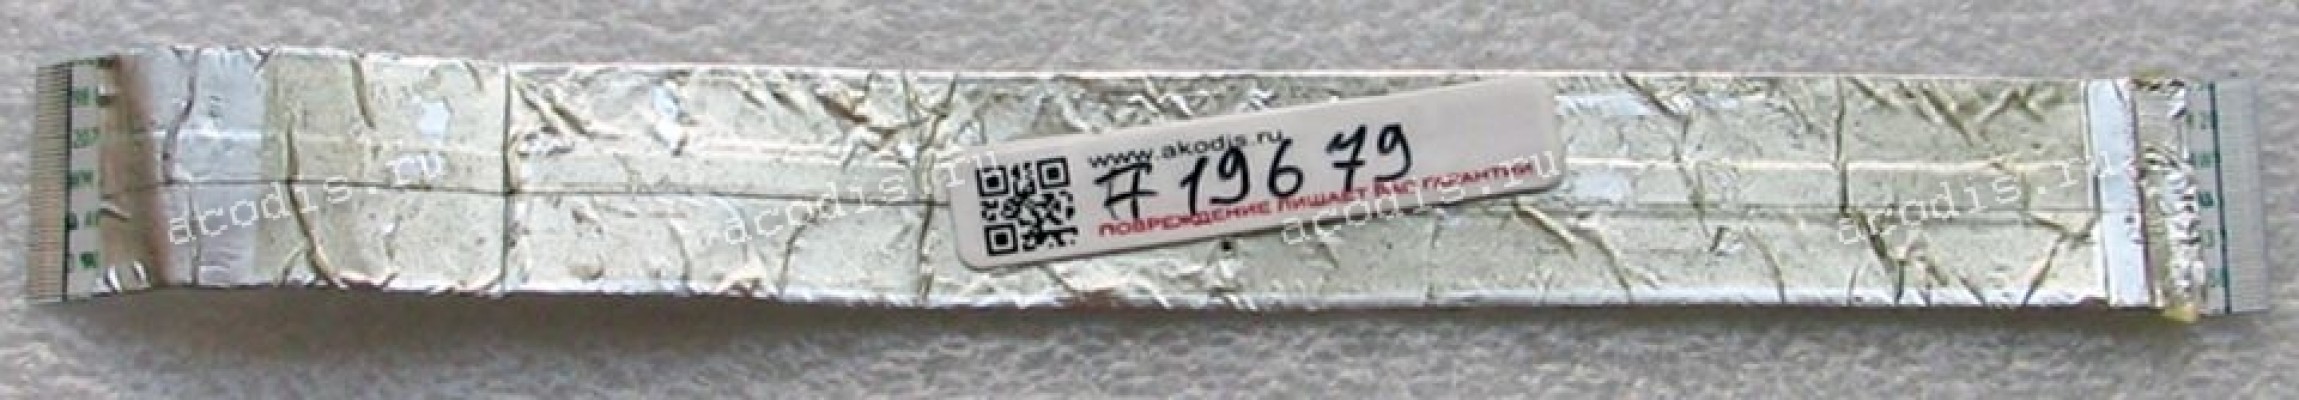 www.akodis.ru
#19679
ПОВРЕЖДЕНИЕ ЛИШАЕТ ВАС ГАРАНТИИ
acodis.ru
acodis.ru
acodis.ru
acodis.ru